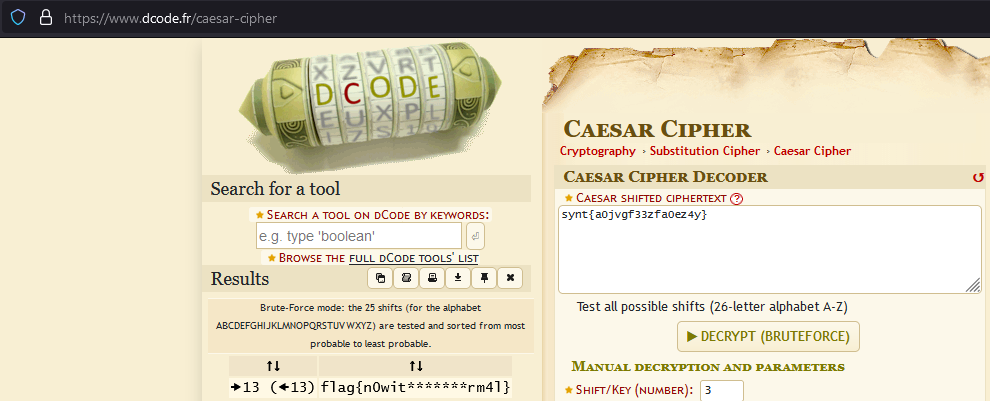 https://www.dcode.fr/caesar-cipher
X Z V R T
D C O D E
E U X P L
Caesar Cipher
Cryptography › Substitution Cipher › Caesar Cipher
Search for a tool
★ Search a tool on dCode by keywords:
e.g. type 'boolean'
★ Browse the full dCode tools' list
Results
Brute-Force mode: the 25 shifts (for the alphabet
ABCDEFGHIJKLMNOPQRSTUVWXYZ) are tested and sorted from most
probable to least probable.
↑↓ ↑↓
🡺13 (🡸13) flag{n0wit*******rm4l}
Caesar Cipher Decoder
★ Caesar shifted ciphertext ?
synt{a0jvgf33zfa0ez4y}
Test all possible shifts (26-letter alphabet A-Z)
▶ DECRYPT (BRUTEFORCE)
Manual decryption and parameters
★ Shift/Key (number): 3